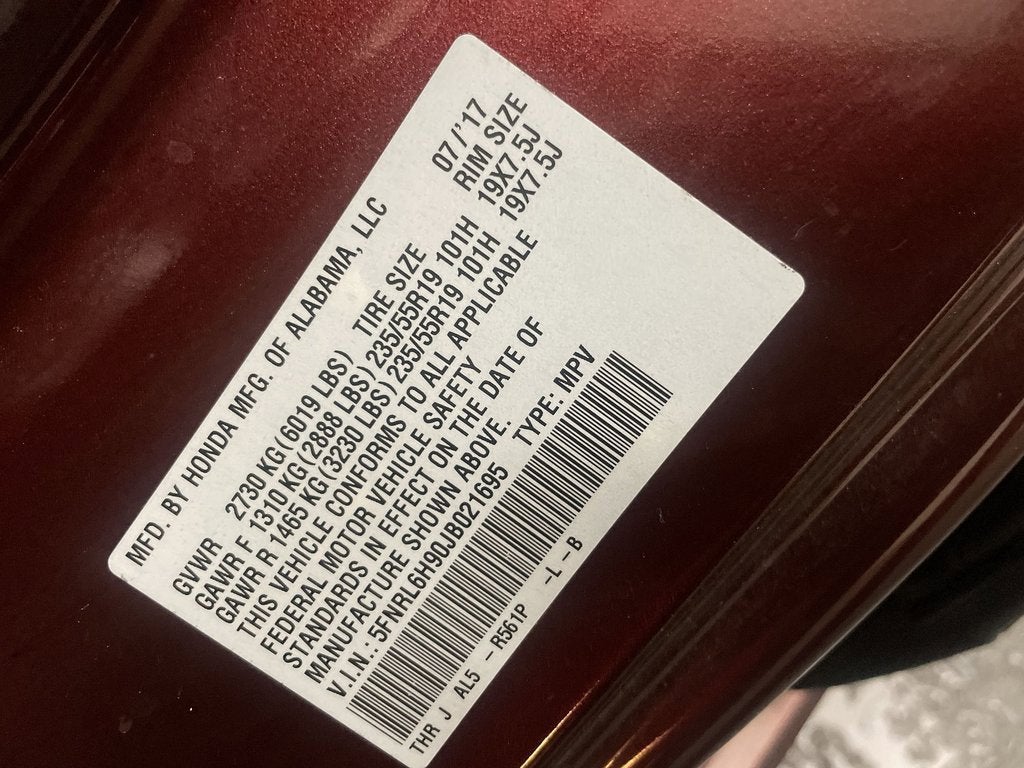 MFD. BY HONDA MFG. OF ALABAMA, LLC 07/'17
TIRE SIZE RIM SIZE
GVWR 2730 KG(6019 LBS)
GAWR F 1310 KG(2888 LBS) 235/55R19 101H 19X7.5J
GAWR R 1465 KG(3230 LBS) 235/55R19 101H 19X7.5J
THIS VEHICLE CONFORMS TO ALL APPLICABLE
FEDERAL MOTOR VEHICLE SAFETY
STANDARDS IN EFFECT ON THE DATE OF
MANUFACTURE SHOWN ABOVE.
V.I.N.: 5FNRL6H90JB021695 TYPE: MPV
THR J AL5 - R561P -L-B